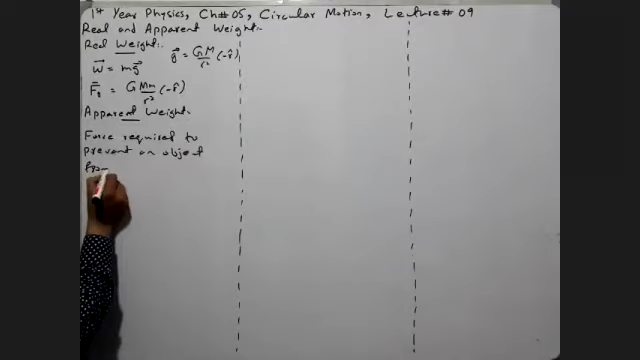 1st Year Physics, Ch#05, Circular Motion, Lecture#09
Real and Apparent Weight:-
Real Weight:-
W⃗ = mg⃗
g⃗ = GM/r² (-r̂)
F⃗g = G Mm/r² (-r̂)
Apparent Weight:-
Force required to
prevent an object